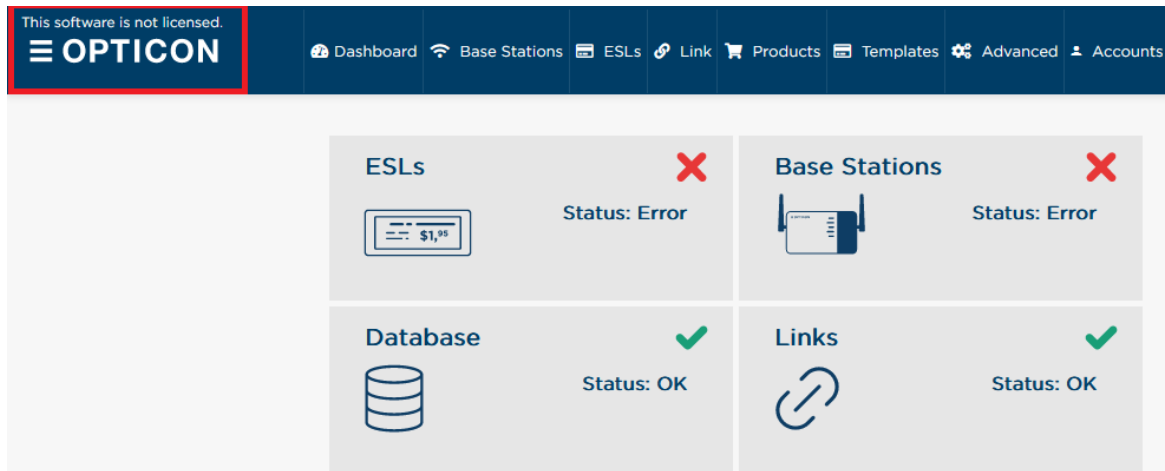 This software is not licensed.
OPTICON
Dashboard Base Stations ESLs Link Products Templates Advanced Accounts
ESLs
Status: Error
$1,95
Base Stations
Status: Error
Database
Status: OK
Links
Status: OK